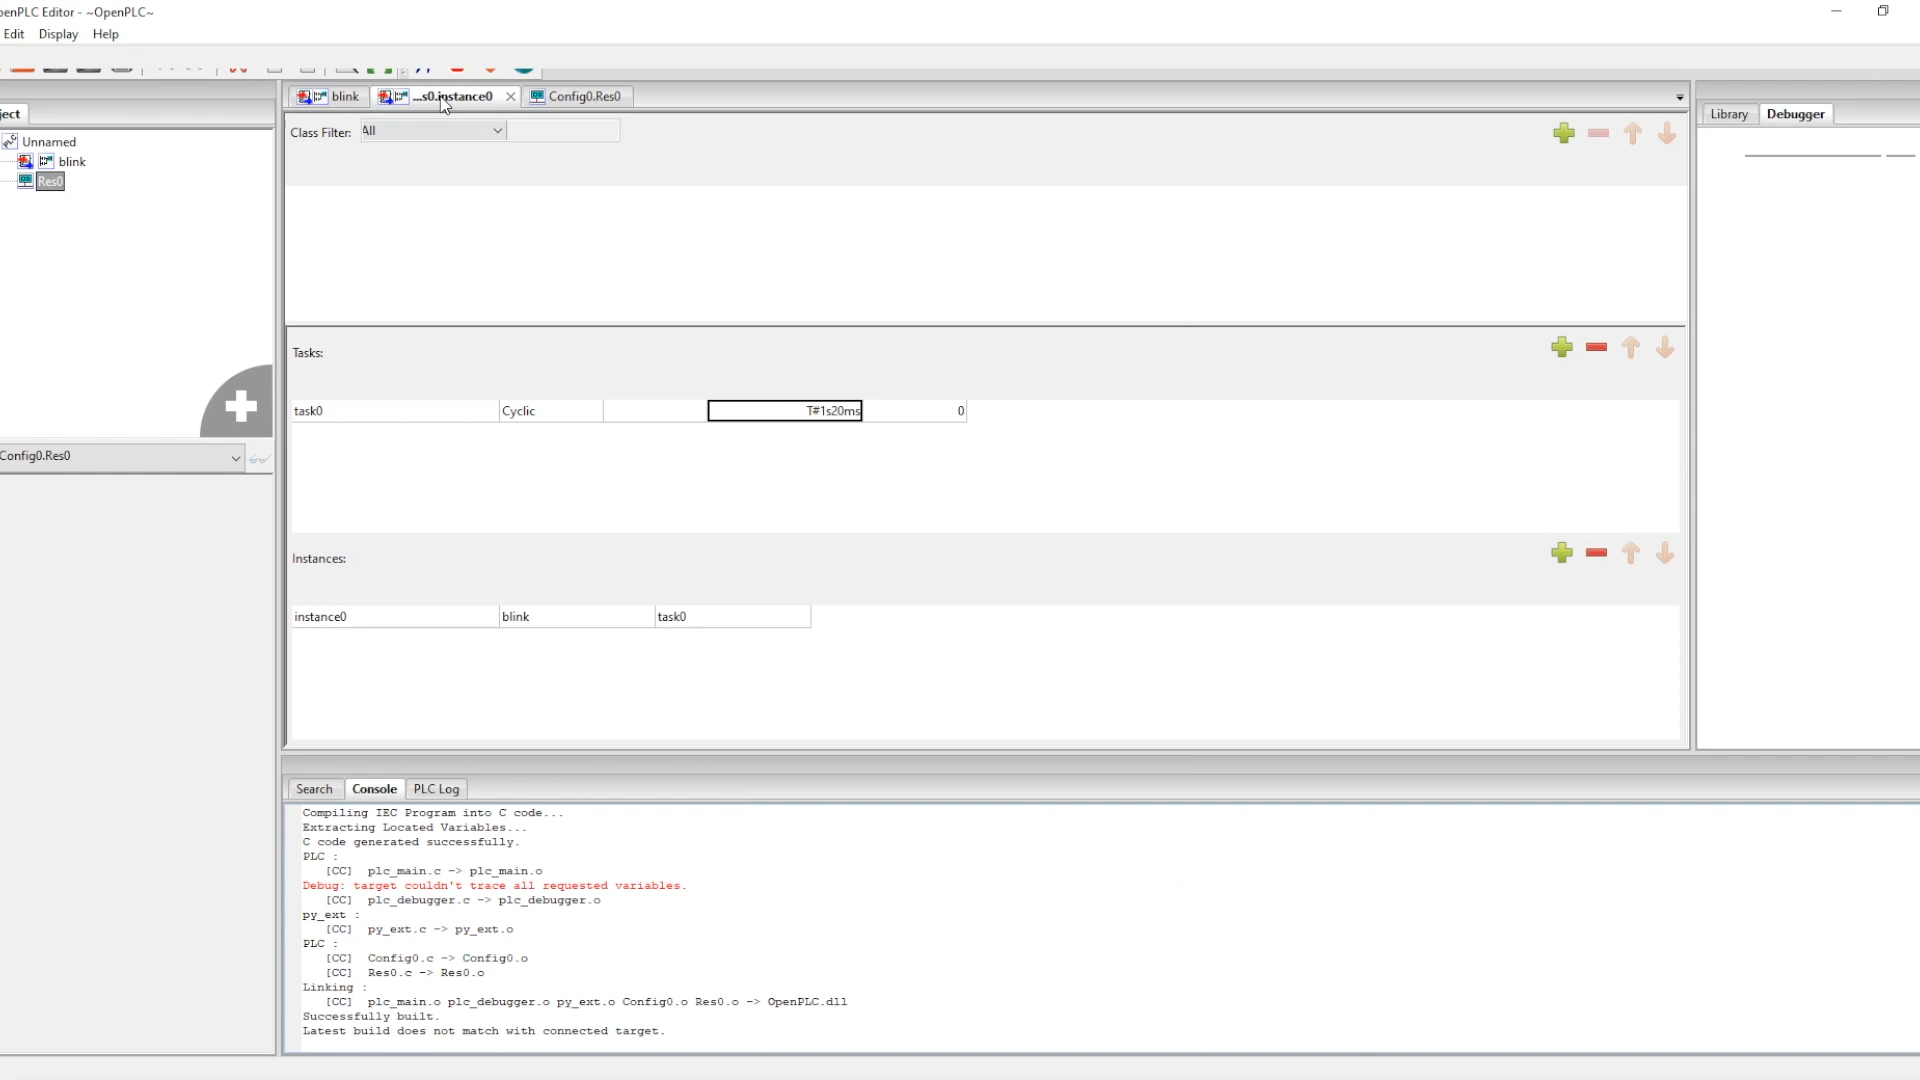 penPLC Editor - ~OpenPLC~
Edit Display Help
blink ...s0.instance0 Config0.Res0
Class Filter: All
Library Debugger
ject
Unnamed
blink
Res0
Config0.Res0
Tasks:
task0 Cyclic T#1s20ms 0
Instances:
instance0 blink task0
Search Console PLC Log
Compiling IEC Program into C code...
Extracting Located Variables...
C code generated successfully.
PLC :
[CC] plc_main.c -> plc_main.o
Debug: target couldn't trace all requested variables.
[CC] plc_debugger.c -> plc_debugger.o
py_ext :
[CC] py_ext.c -> py_ext.o
PLC :
[CC] Config0.c -> Config0.o
[CC] Res0.c -> Res0.o
Linking :
[CC] plc_main.o plc_debugger.o py_ext.o Config0.o Res0.o -> OpenPLC.dll
Successfully built.
Latest build does not match with connected target.